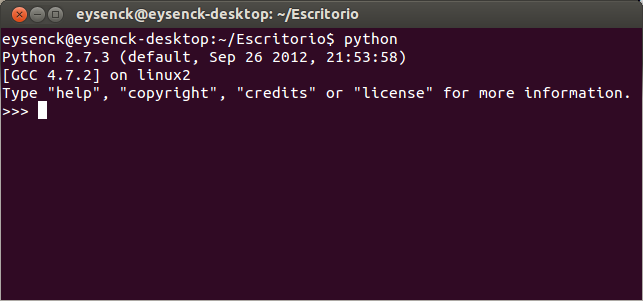 eysenck@eysenck-desktop: ~/Escritorio
eysenck@eysenck-desktop:~/Escritorio$ python
Python 2.7.3 (default, Sep 26 2012, 21:53:58)
[GCC 4.7.2] on linux2
Type "help", "copyright", "credits" or "license" for more information.
>>>